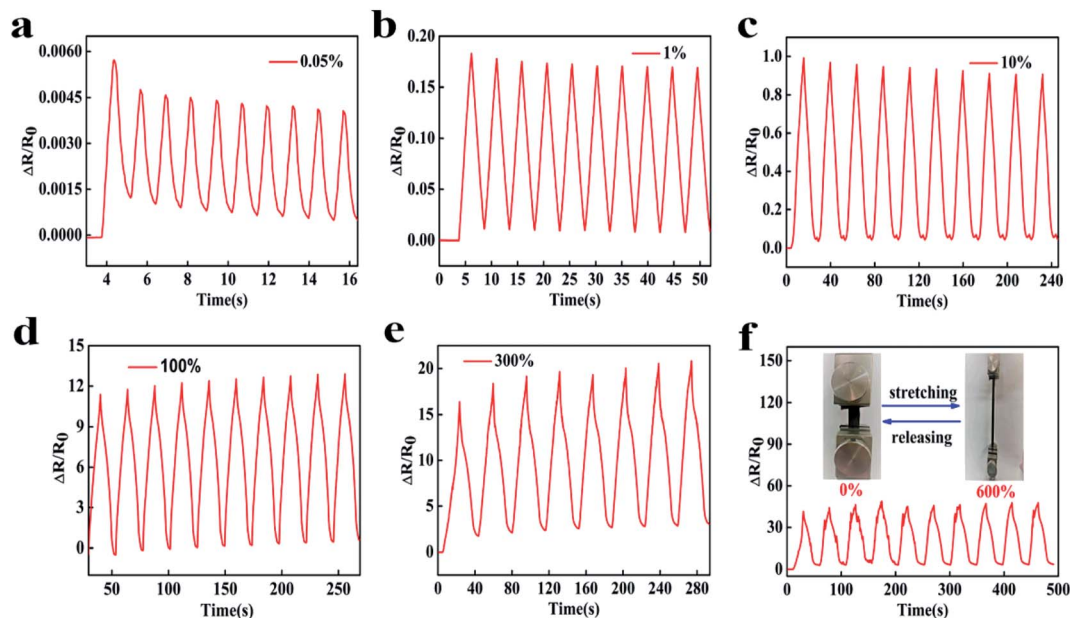 a
0.05%
0.0060
0.0045
0.0030
0.0015
0.0000
ΔR/R0
4 6 8 10 12 14 16
Time(s)
b
1%
0.20
0.15
0.10
0.05
0.00
ΔR/R0
0 5 10 15 20 25 30 35 40 45 50
Time(s)
c
10%
1.0
0.8
0.6
0.4
0.2
0.0
ΔR/R0
0 40 80 120 160 200 240
Time(s)
d
100%
15
12
9
6
3
0
ΔR/R0
50 100 150 200 250
Time(s)
e
300%
20
15
10
5
0
ΔR/R0
0 40 80 120 160 200 240 280
Time(s)
f
150
120
90
60
30
0
ΔR/R0
stretching
releasing
0% 600%
0 100 200 300 400 500
Time(s)